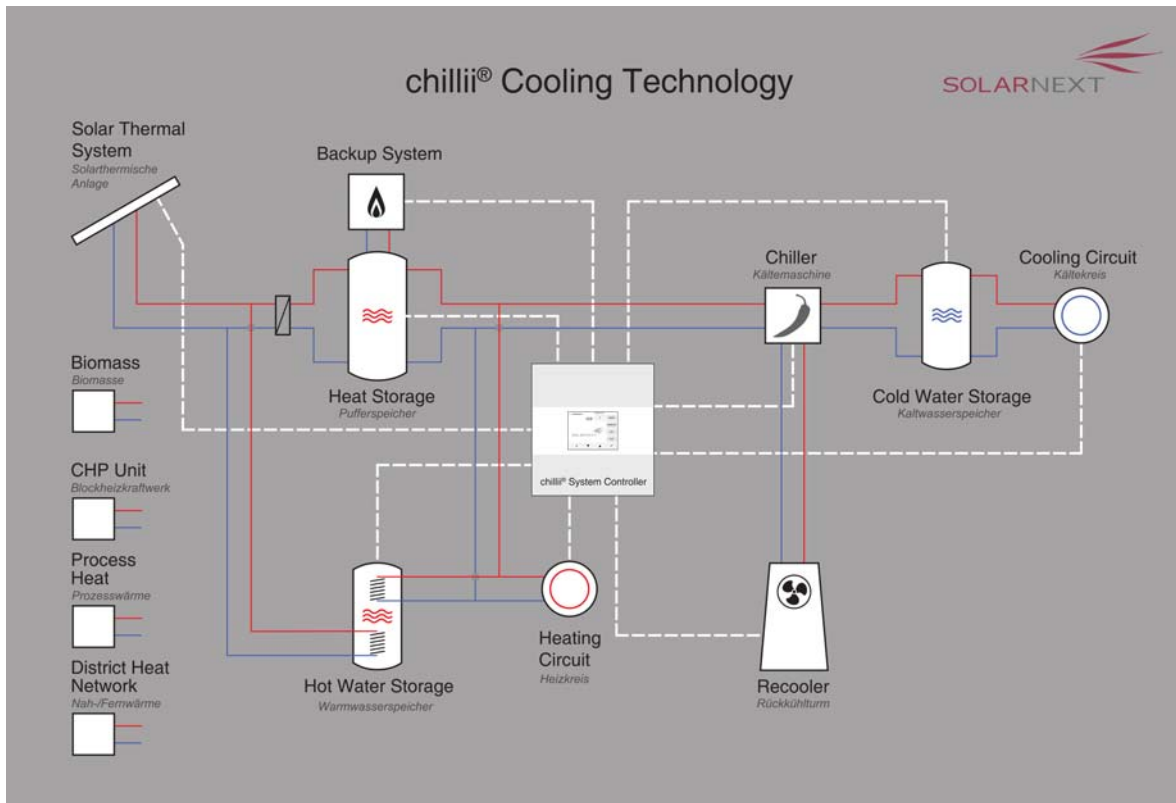 chillii® Cooling Technology
SOLARNEXT
Solar Thermal
System
Solarthermische
Anlage
Backup System
Chiller
Kältemaschine
Cooling Circuit
Kältekreis
Biomass
Biomasse
Heat Storage
Pufferspeicher
Cold Water Storage
Kaltwasserspeicher
CHP Unit
Blockheizkraftwerk
chillii® System Controller
Process
Heat
Prozesswärme
District Heat
Network
Nah-/Fernwärme
Hot Water Storage
Warmwasserspeicher
Heating
Circuit
Heizkreis
Recooler
Rückkühlturm